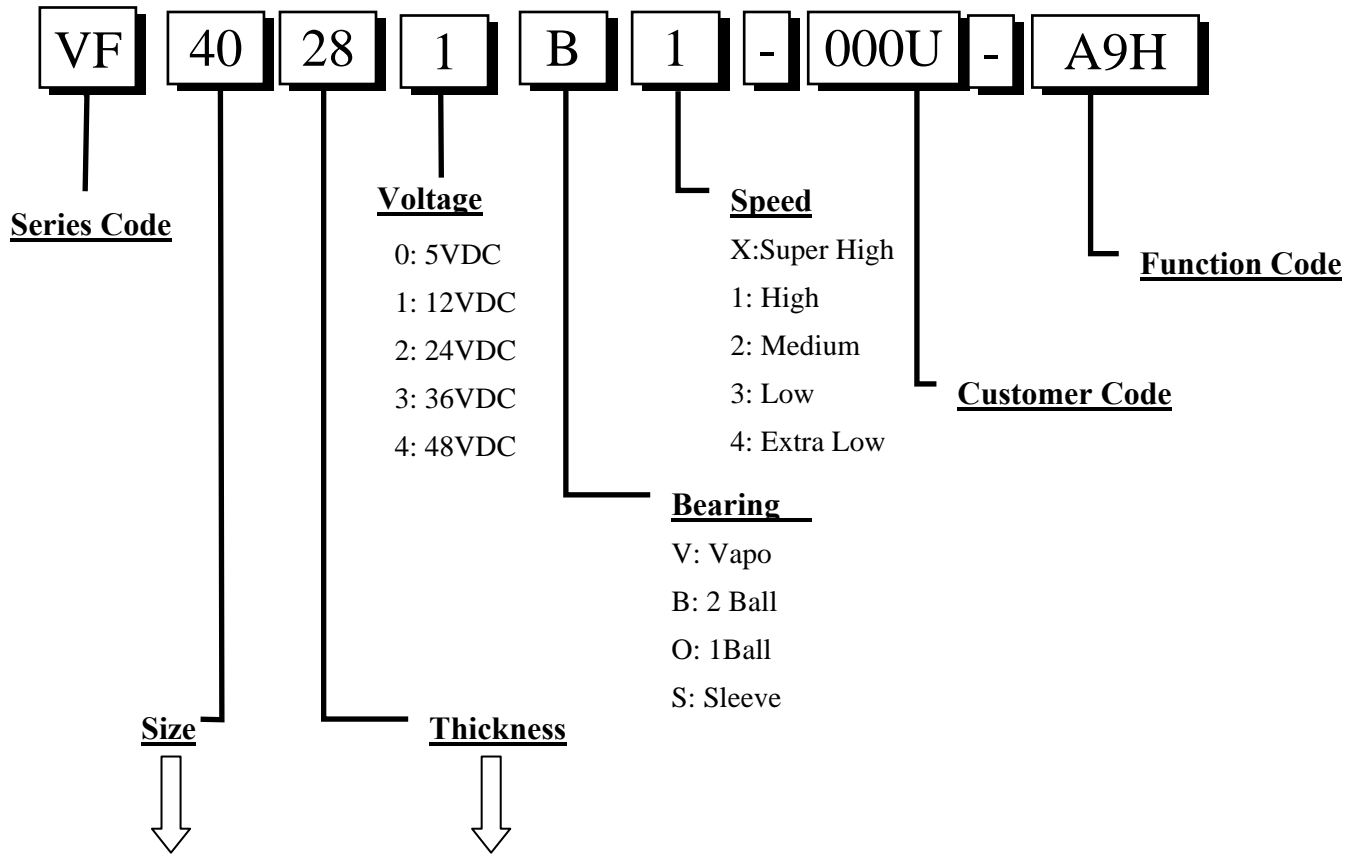 VF 40 28 1 B 1 - 000U - A9H
Series Code
Voltage
0: 5VDC
1: 12VDC
2: 24VDC
3: 36VDC
4: 48VDC
Speed
X:Super High
1: High
2: Medium
3: Low
4: Extra Low
Function Code
Customer Code
Bearing
V: Vapo
B: 2 Ball
O: 1Ball
S: Sleeve
Size
Thickness